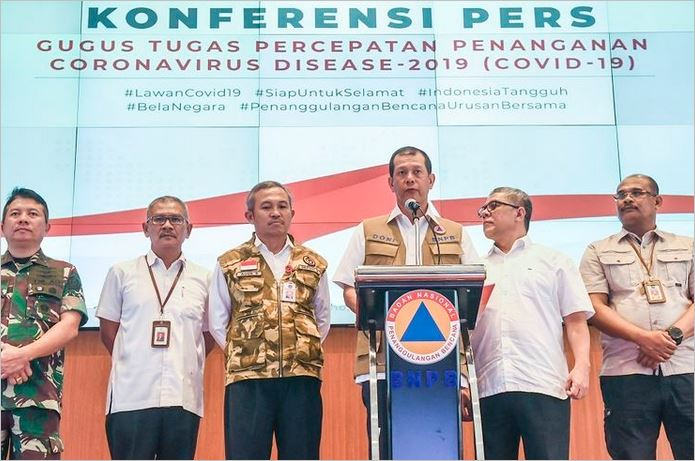 KONFERENSI PERS
GUGUS TUGAS PERCEPATAN PENANGANAN
CORONAVIRUS DISEASE-2019 (COVID-19)
#LawanCovid19 #SiapUntukSelamat #IndonesiaTangguh
#BelaNegara #PenanggulanganBencanaUrusanBersama
DONI
BNPB
BADAN NASIONAL
PENANGGULANGAN BENCANA
BNPB